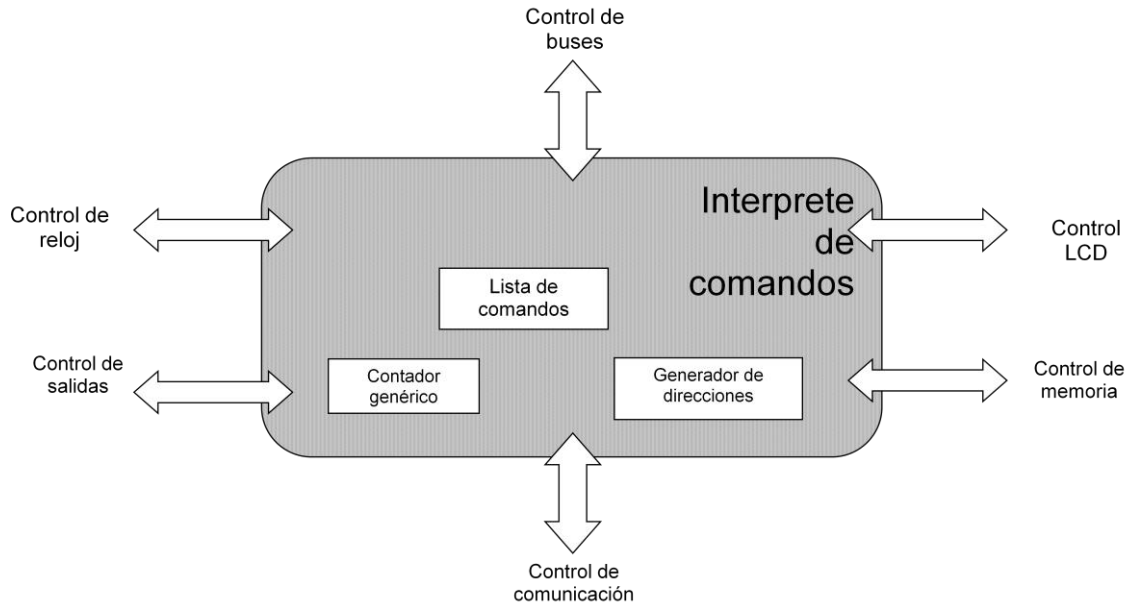 Control de
buses
Control de
reloj
Interprete
de
comandos
Control
LCD
Lista de
comandos
Control de
salidas
Contador
genérico
Generador de
direcciones
Control de
memoria
Control de
comunicación